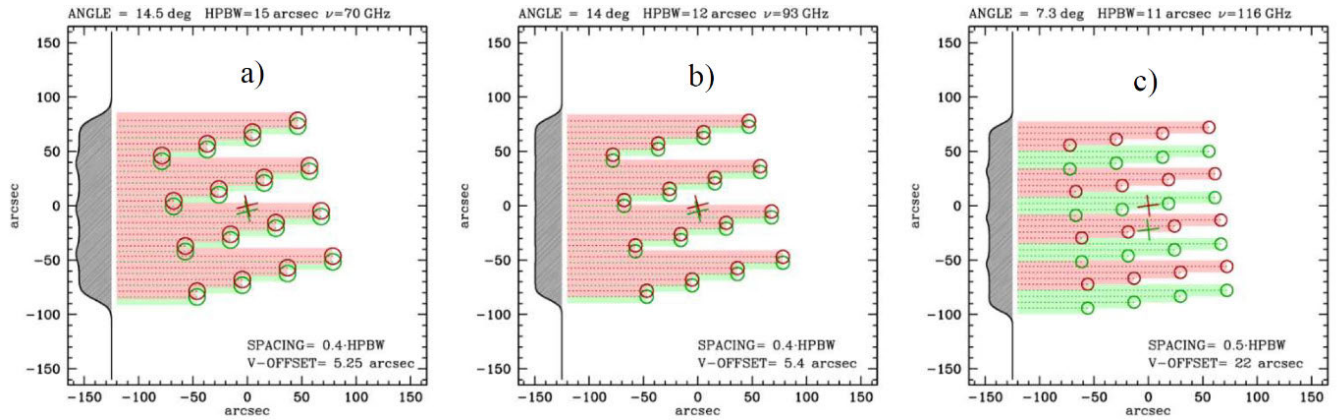 ANGLE = 14.5 deg HPBW=15 arcsec ν=70 GHz
a)
150
100
50
0
−50
−100
−150
arcsec
SPACING= 0.4·HPBW
V-OFFSET= 5.25 arcsec
−150 −100 −50 0 50 100 150
arcsec
ANGLE = 14 deg HPBW=12 arcsec ν=93GHz
b)
150
100
50
0
−50
−100
−150
arcsec
SPACING= 0.4·HPBW
V-OFFSET= 5.4 arcsec
−150 −100 −50 0 50 100 150
arcsec
ANGLE = 7.3 deg HPBW=11 arcsec ν=116 GHz
c)
150
100
50
0
−50
−100
−150
arcsec
SPACING= 0.5·HPBW
V-OFFSET= 22 arcsec
−150 −100 −50 0 50 100 150
arcsec